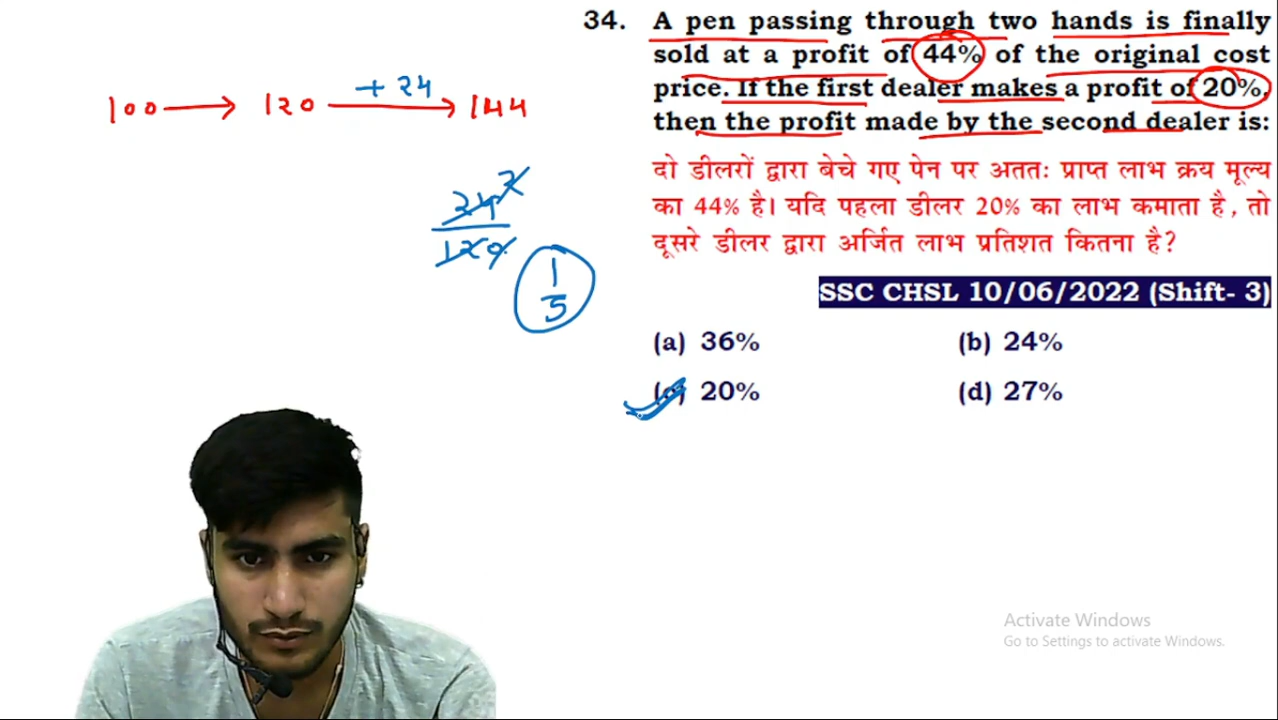 34. A pen passing through two hands is finally
sold at a profit of 44% of the original cost
price. If the first dealer makes a profit of 20%,
then the profit made by the second dealer is:
दो डीलरों द्वारा बेचे गए पेन पर अततः प्राप्त लाभ क्रय मूल्य
का 44% है। यदि पहला डीलर 20% का लाभ कमाता है, तो
दूसरे डीलर द्वारा अर्जित लाभ प्रतिशत कितना है?
SSC CHSL 10/06/2022 (Shift- 3)
(a) 36% (b) 24%
(c) 20% (d) 27%
+ 24
100 → 120 → 144
2
24
120
1
5
Activate Windows
Go to Settings to activate Windows.